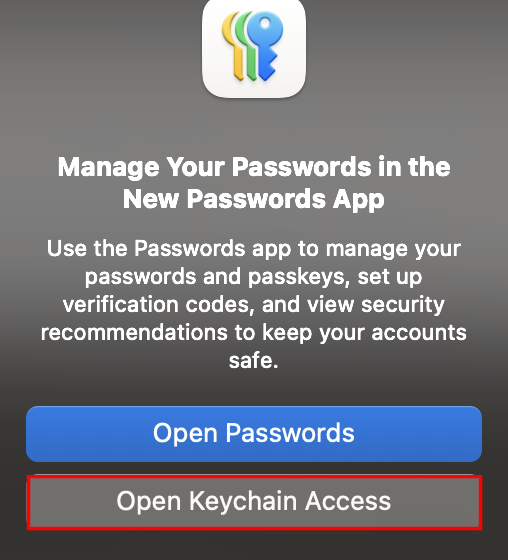 Manage Your Passwords in the
New Passwords App
Use the Passwords app to manage your
passwords and passkeys, set up
verification codes, and view security
recommendations to keep your accounts
safe.
Open Passwords
Open Keychain Access